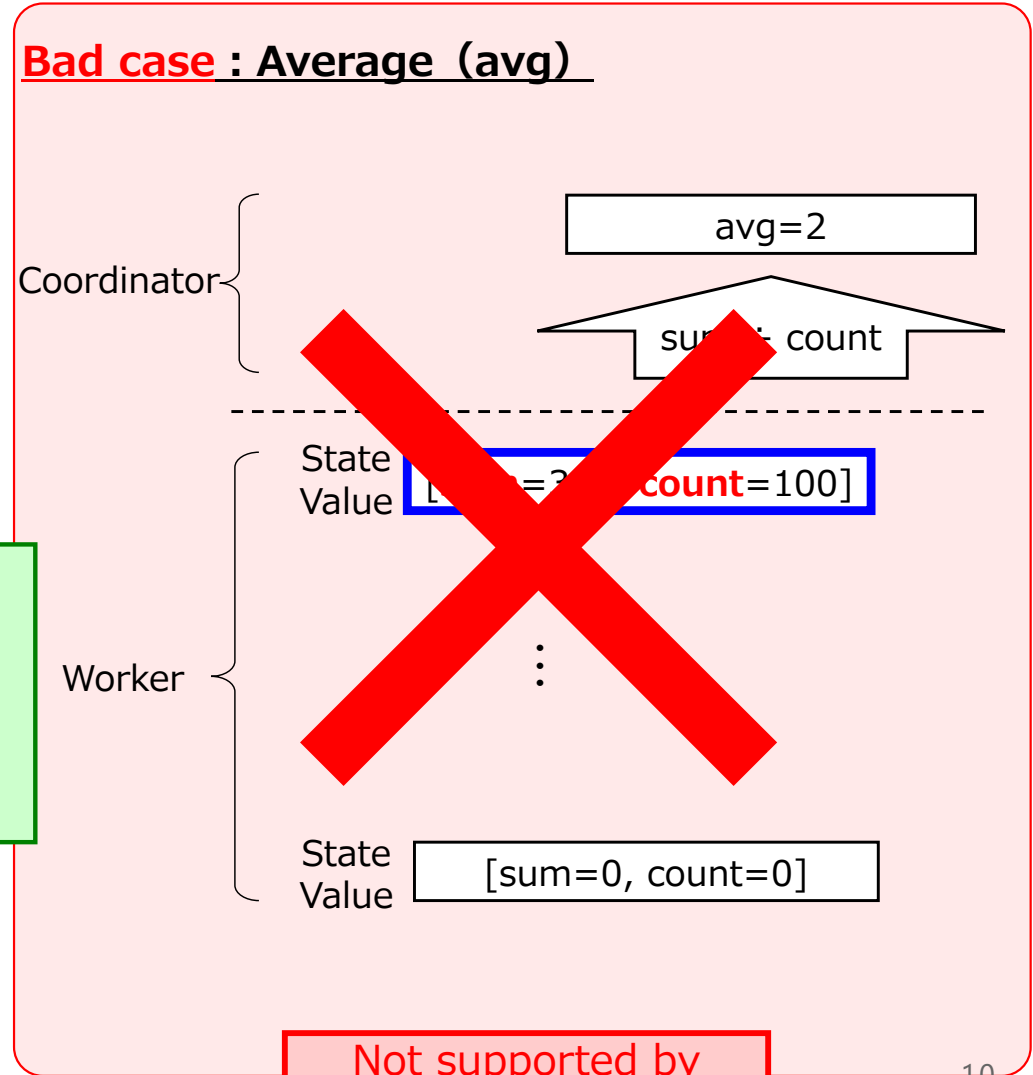 Bad case : Average（avg）
avg=2
Coordinator
count
State
Value
count=100]
Worker
⋮
State
Value
[sum=0, count=0]
Not supported by
10